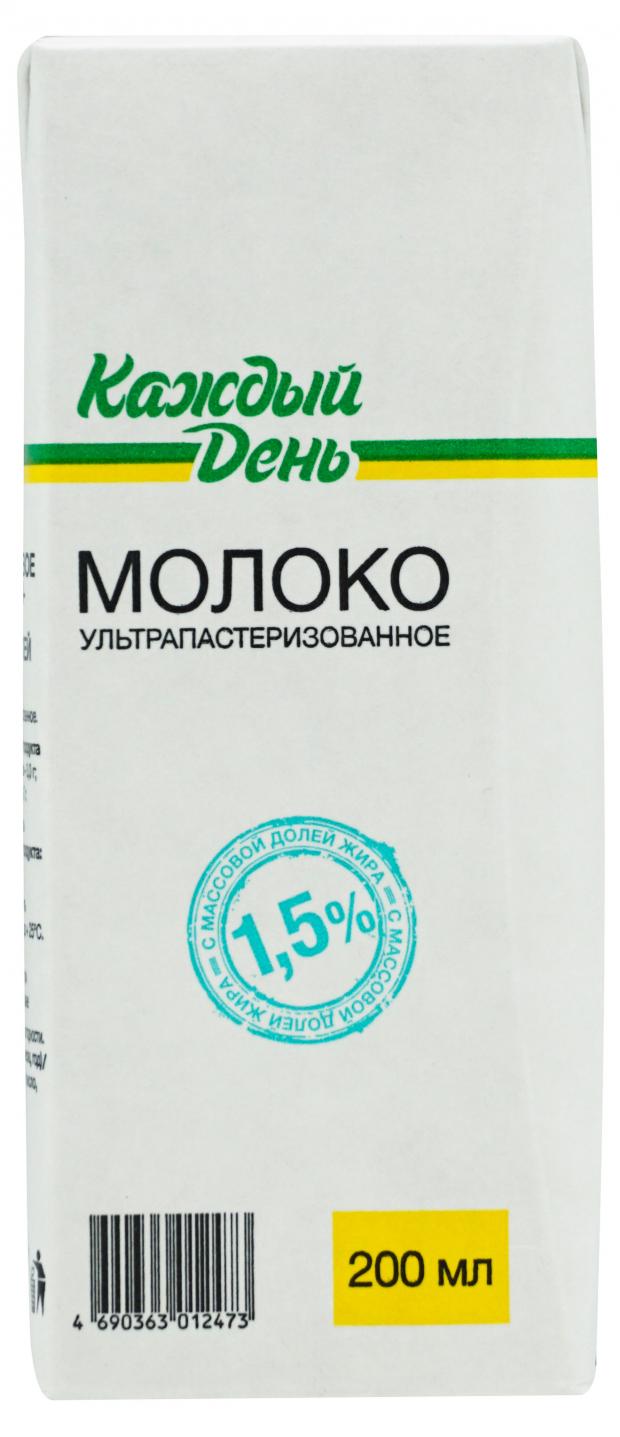 Каждый
День
МОЛОКО
УЛЬТРАПАСТЕРИЗОВАННОЕ
С МАССОВОЙ ДОЛЕЙ ЖИРА = С МАССОВОЙ ДОЛЕЙ ЖИРА =
1,5%
200 мл
4 690363 012473